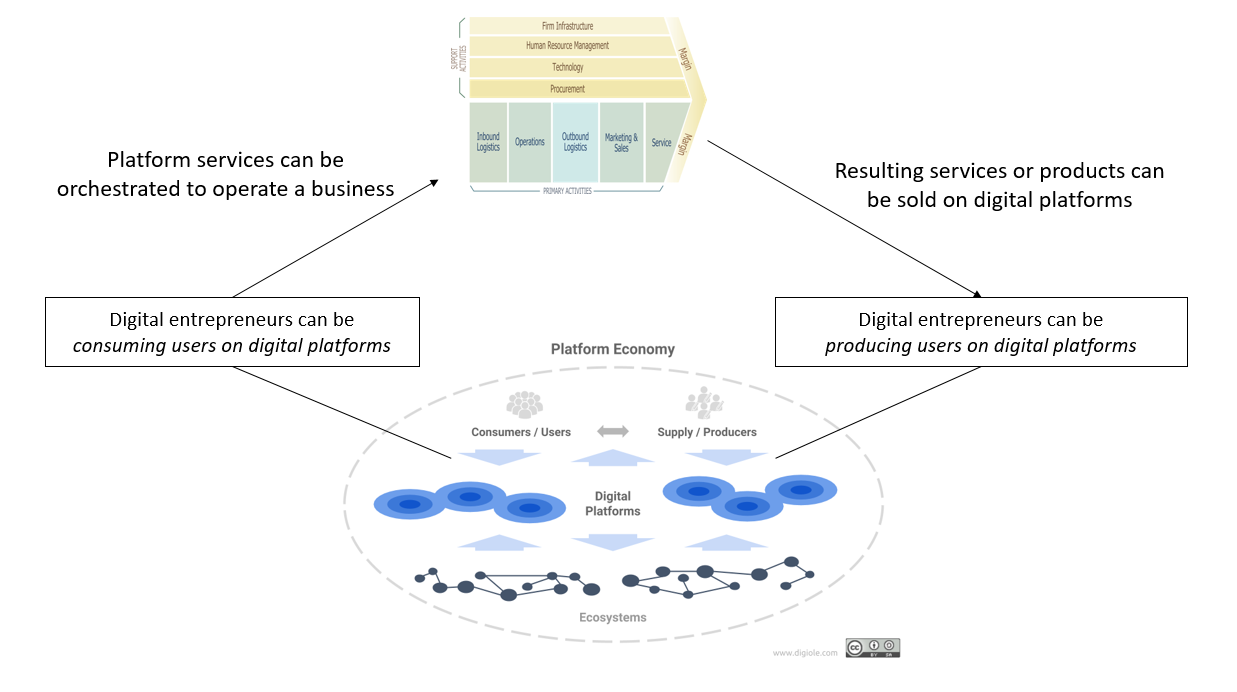 Firm Infrastructure
Human Resource Management
Technology
Procurement
SUPPORT
ACTIVITIES
Margin
Margin
Inbound
Logistics
Operations
Outbound
Logistics
Marketing &
Sales
Service
PRIMARY ACTIVITIES
Platform services can be
orchestrated to operate a business
Resulting services or products can
be sold on digital platforms
Digital entrepreneurs can be
consuming users on digital platforms
Digital entrepreneurs can be
producing users on digital platforms
Platform Economy
Consumers / Users
Supply / Producers
Digital
Platforms
Ecosystems
www.digiole.com
cc
BY
SA